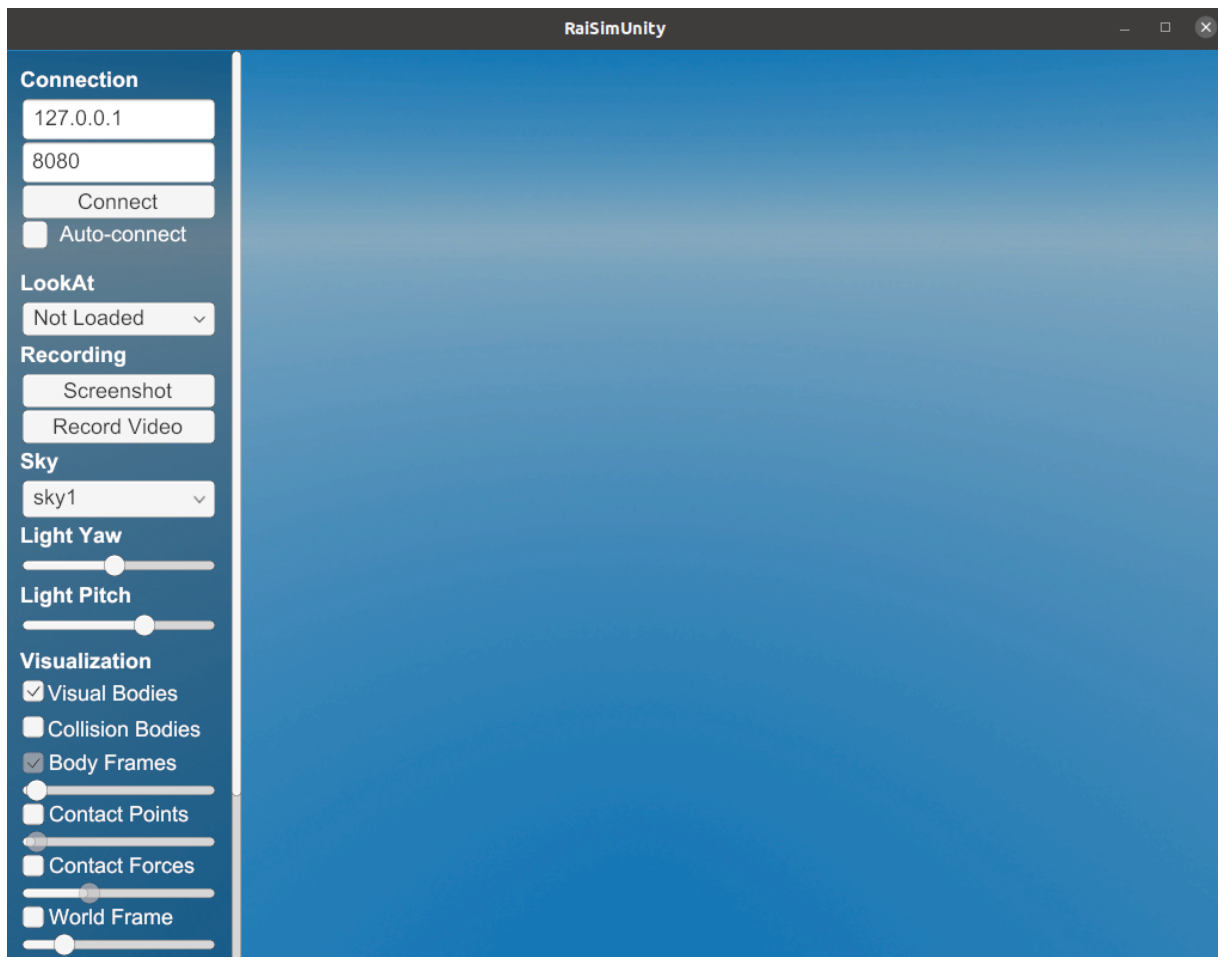 RaiSimUnity
Connection
127.0.0.1
8080
Connect
Auto-connect
LookAt
Not Loaded
Recording
Screenshot
Record Video
Sky
sky1
Light Yaw
Light Pitch
Visualization
Visual Bodies
Collision Bodies
Body Frames
Contact Points
Contact Forces
World Frame